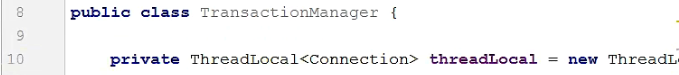 8 public class TransactionManager {
9
10 private ThreadLocal<Connection> threadLocal = new ThreadL